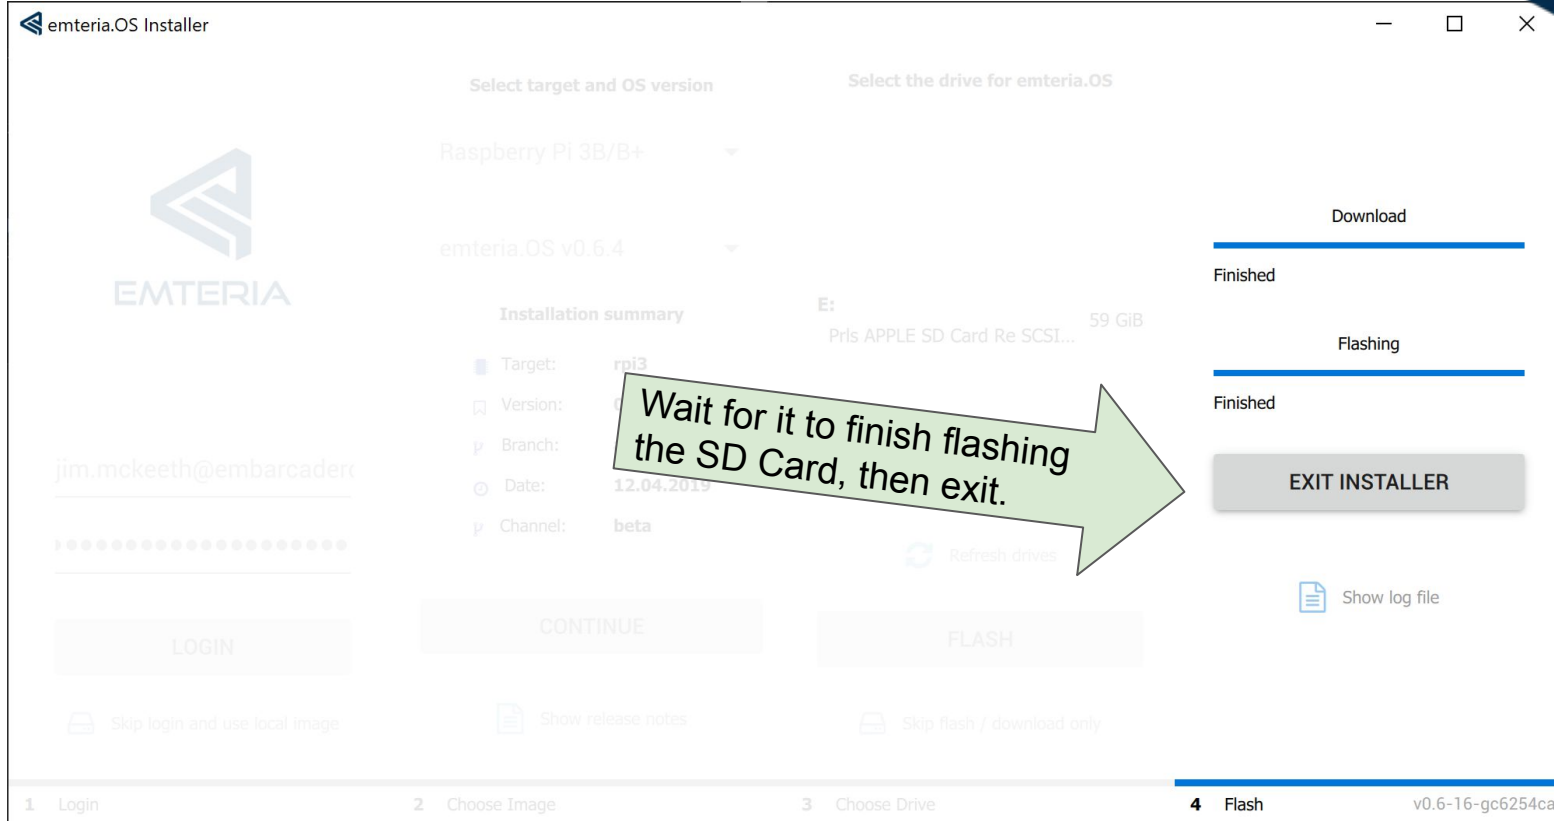 emteria.OS Installer
EMTERIA
jim.mckeeth@embarcader
LOGIN
Skip login and use local image
Select target and OS version
Raspberry Pi 3B/B+
emteria.OS v0.6.4
Installation summary
Target: rpi3
Version:
Branch:
Date: 12.04.2019
Channel: beta
CONTINUE
Show release notes
Select the drive for emteria.OS
E:
Prls APPLE SD Card Re SCSI... 59 GiB
Refresh drives
FLASH
Skip flash / download only
Wait for it to finish flashing
the SD Card, then exit.
Download
Finished
Flashing
Finished
EXIT INSTALLER
Show log file
1 Login
2 Choose Image
3 Choose Drive
4 Flash
v0.6-16-gc6254ca